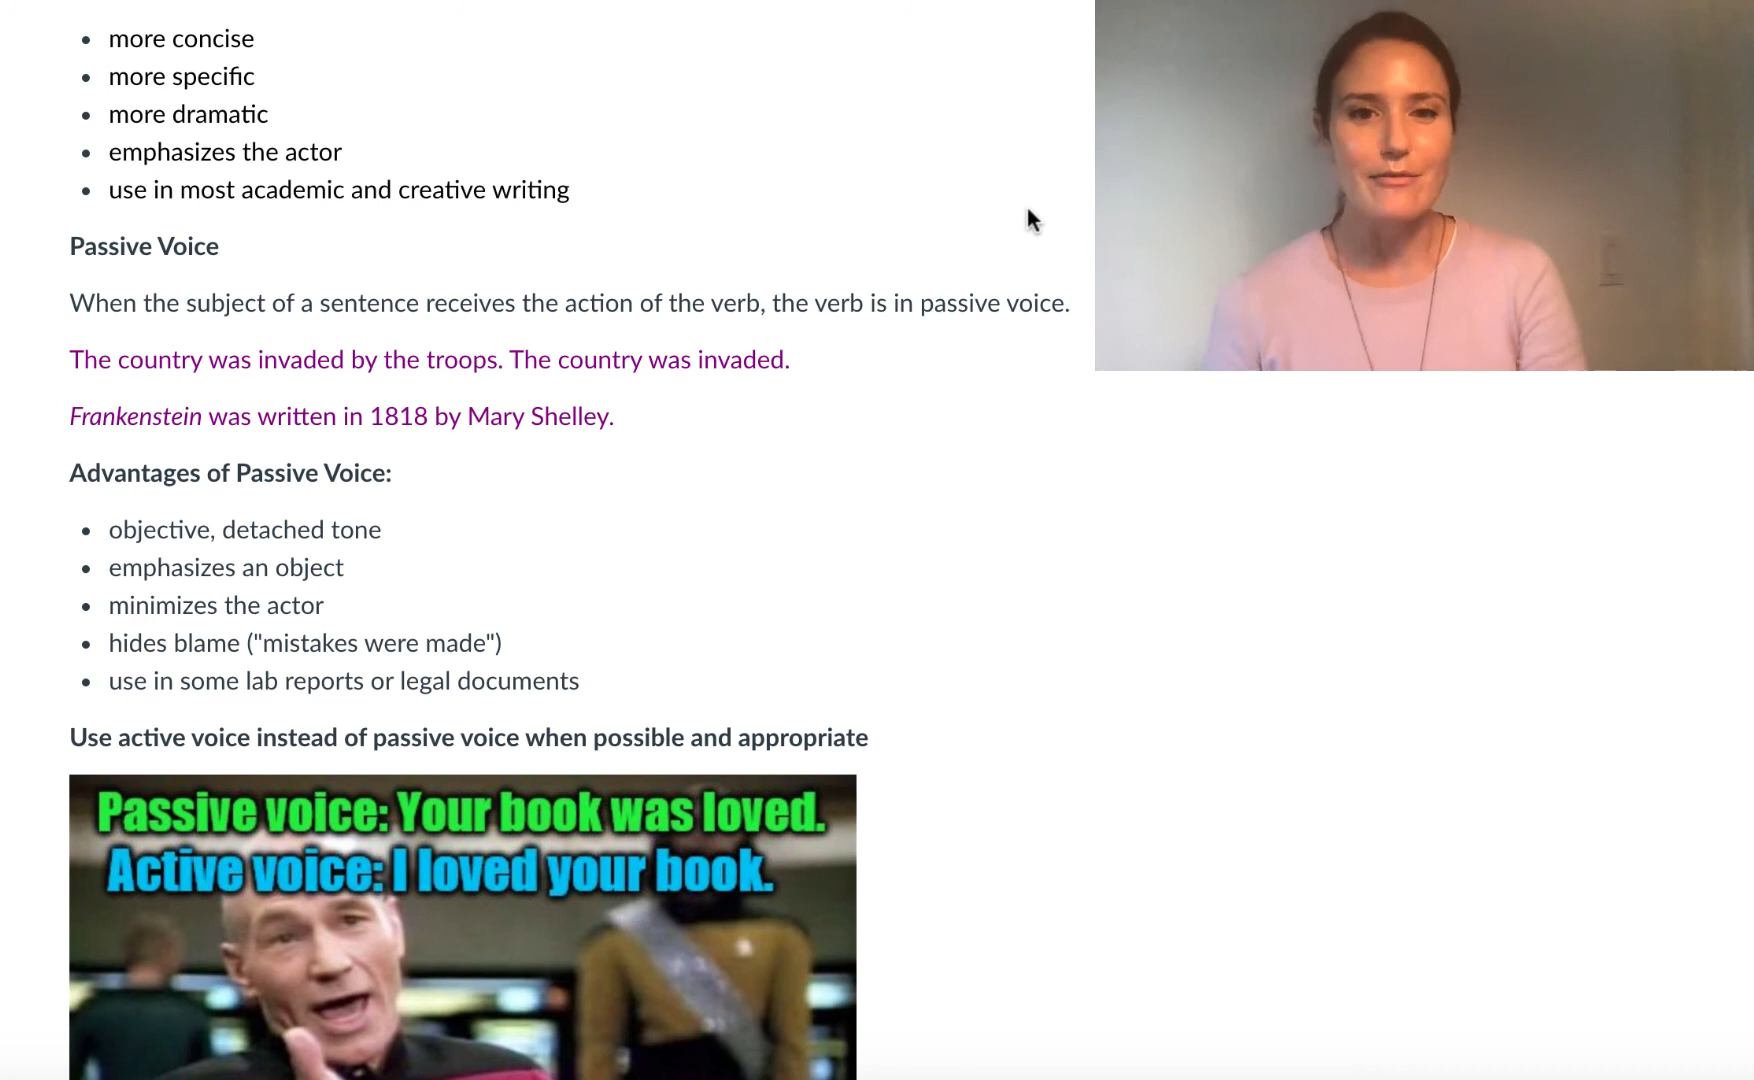 more concise
more specific
more dramatic
emphasizes the actor
use in most academic and creative writing
Passive Voice
When the subject of a sentence receives the action of the verb, the verb is in passive voice.
The country was invaded by the troops. The country was invaded.
Frankenstein was written in 1818 by Mary Shelley.
Advantages of Passive Voice:
objective, detached tone
emphasizes an object
minimizes the actor
hides blame ("mistakes were made")
use in some lab reports or legal documents
Use active voice instead of passive voice when possible and appropriate
Passive voice: Your book was loved.
Active voice: I loved your book.